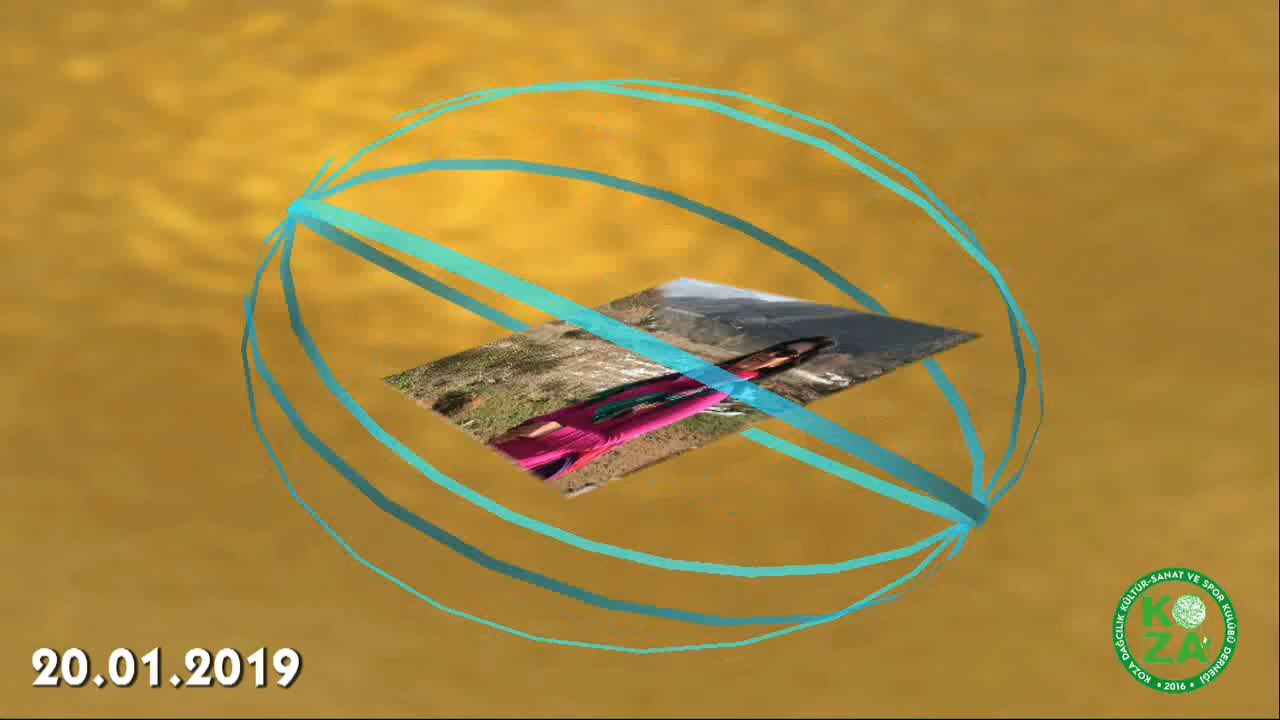 20.01.2019
KOZA DAĞCILIK KÜLTÜR-SANAT VE SPOR KULÜBÜ DERNEĞİ
KOZA
• 2016 •